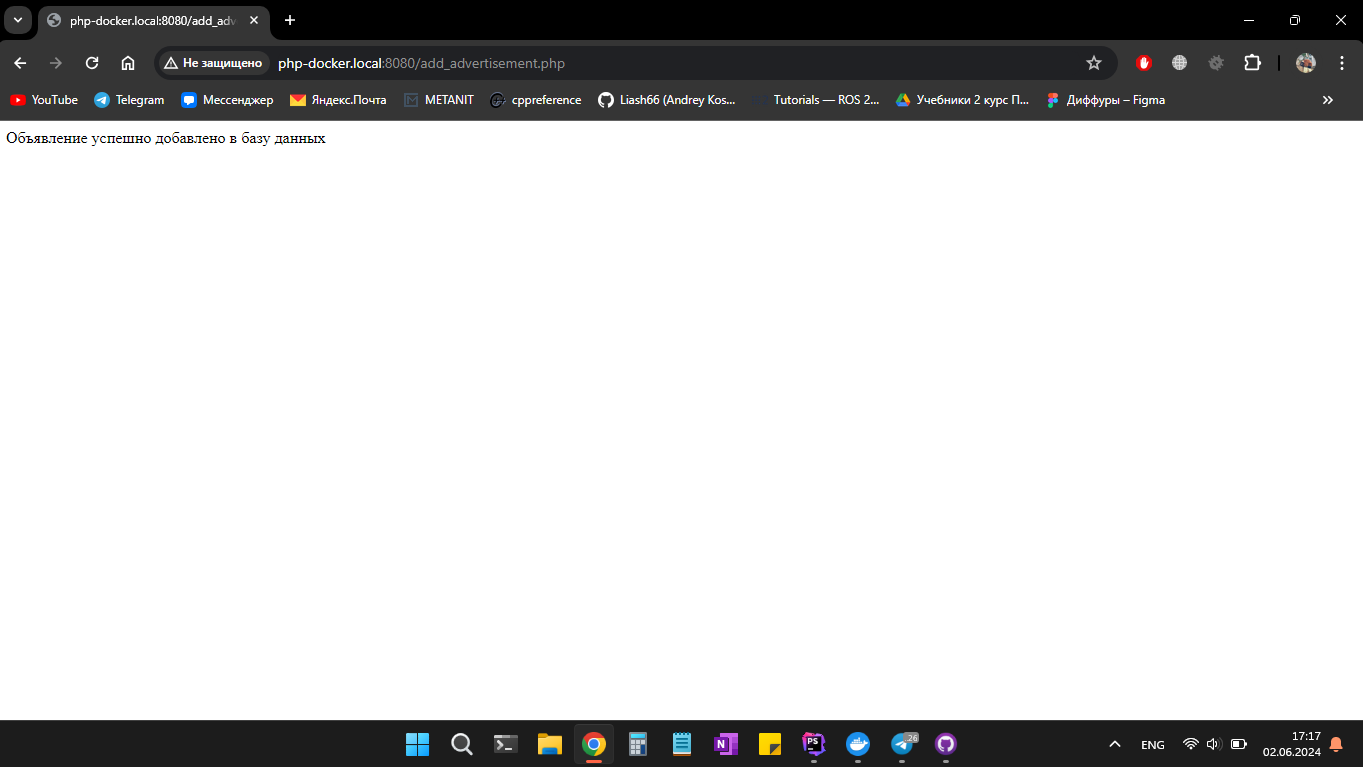 php-docker.local:8080/add_adv
Не защищено
php-docker.local:8080/add_advertisement.php
YouTube
Telegram
Мессенджер
Яндекс.Почта
METANIT
cppreference
Liash66 (Andrey Kos...
Tutorials — ROS 2...
Учебники 2 курс П...
Диффуры – Figma
Объявление успешно добавлено в базу данных
N
PS
26
ENG
17:17
02.06.2024